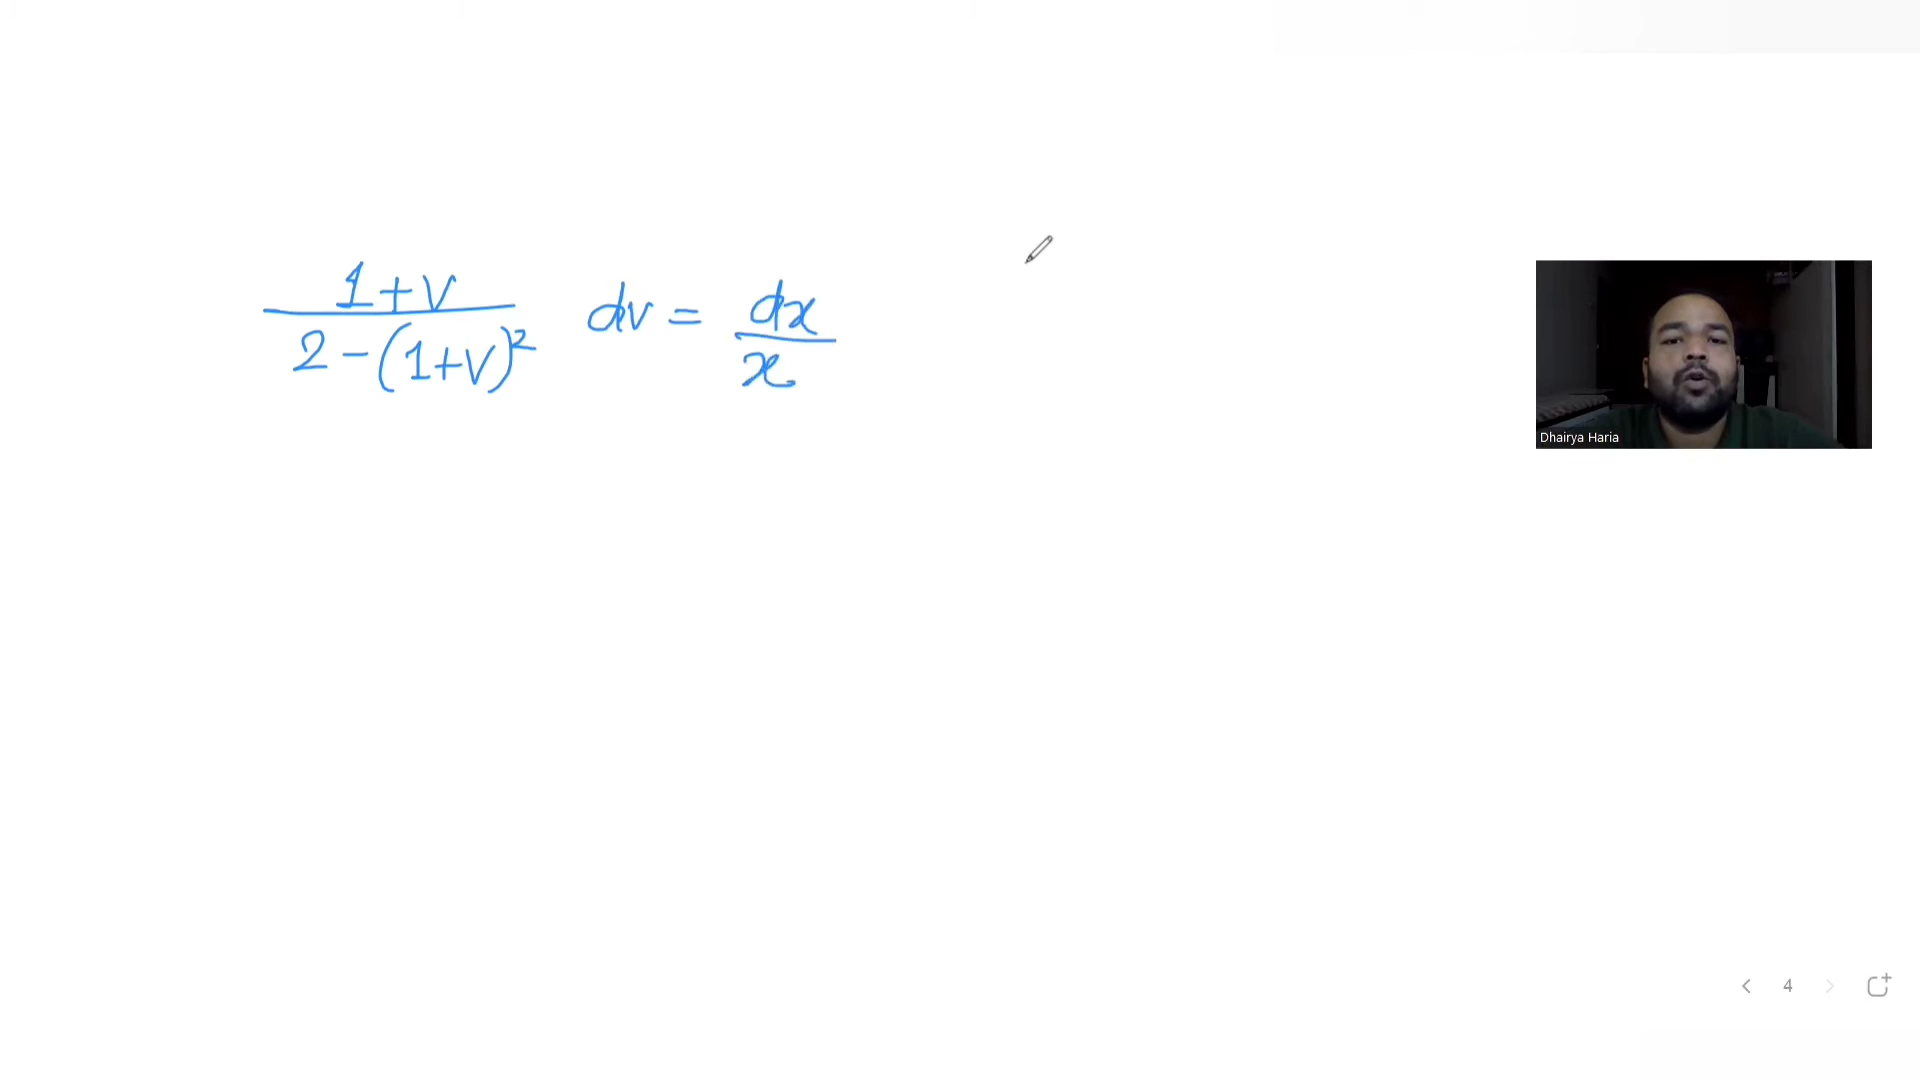 1+v / 2-(1+v)² dv = dx / x
Dhairya Haria
4